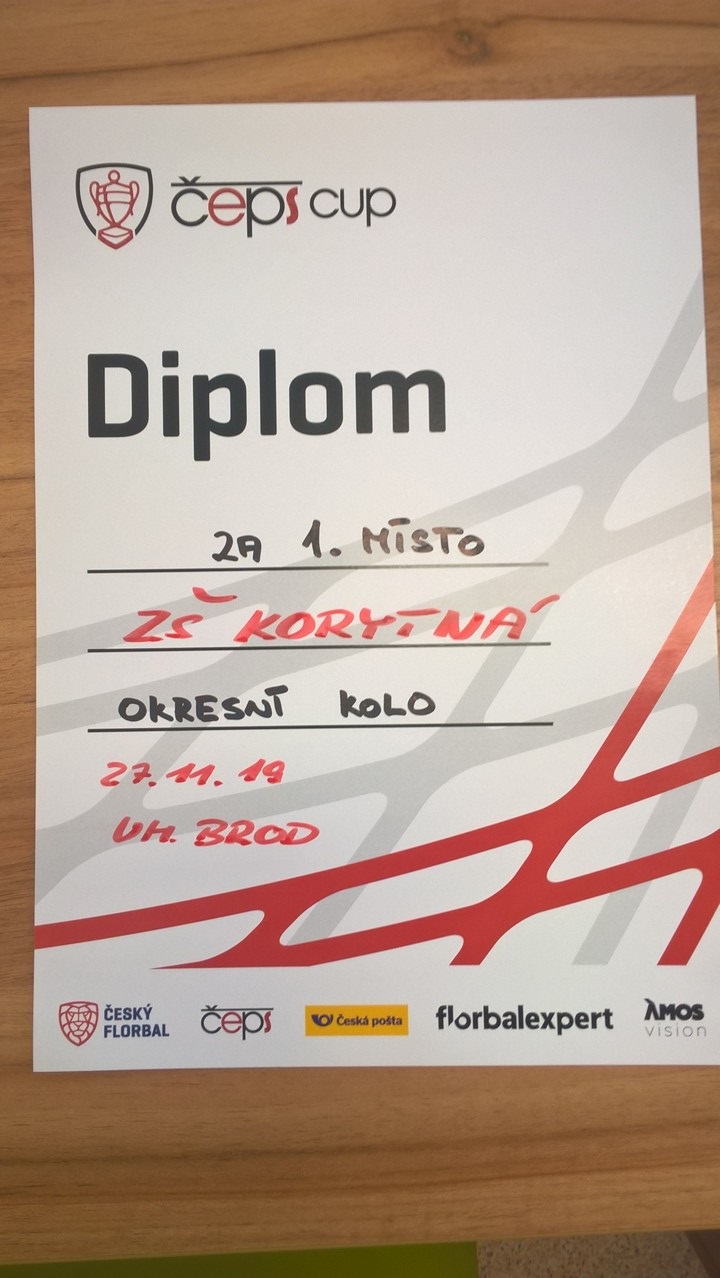 čeps cup
Diplom
ZA 1. MÍSTO
ZŠ KORYTNÁ
OKRESNÍ KOLO
27.11.19
UH. BROD
ČESKÝ FLORBAL
čeps
Česká pošta
florbalexpert
AMOS vision